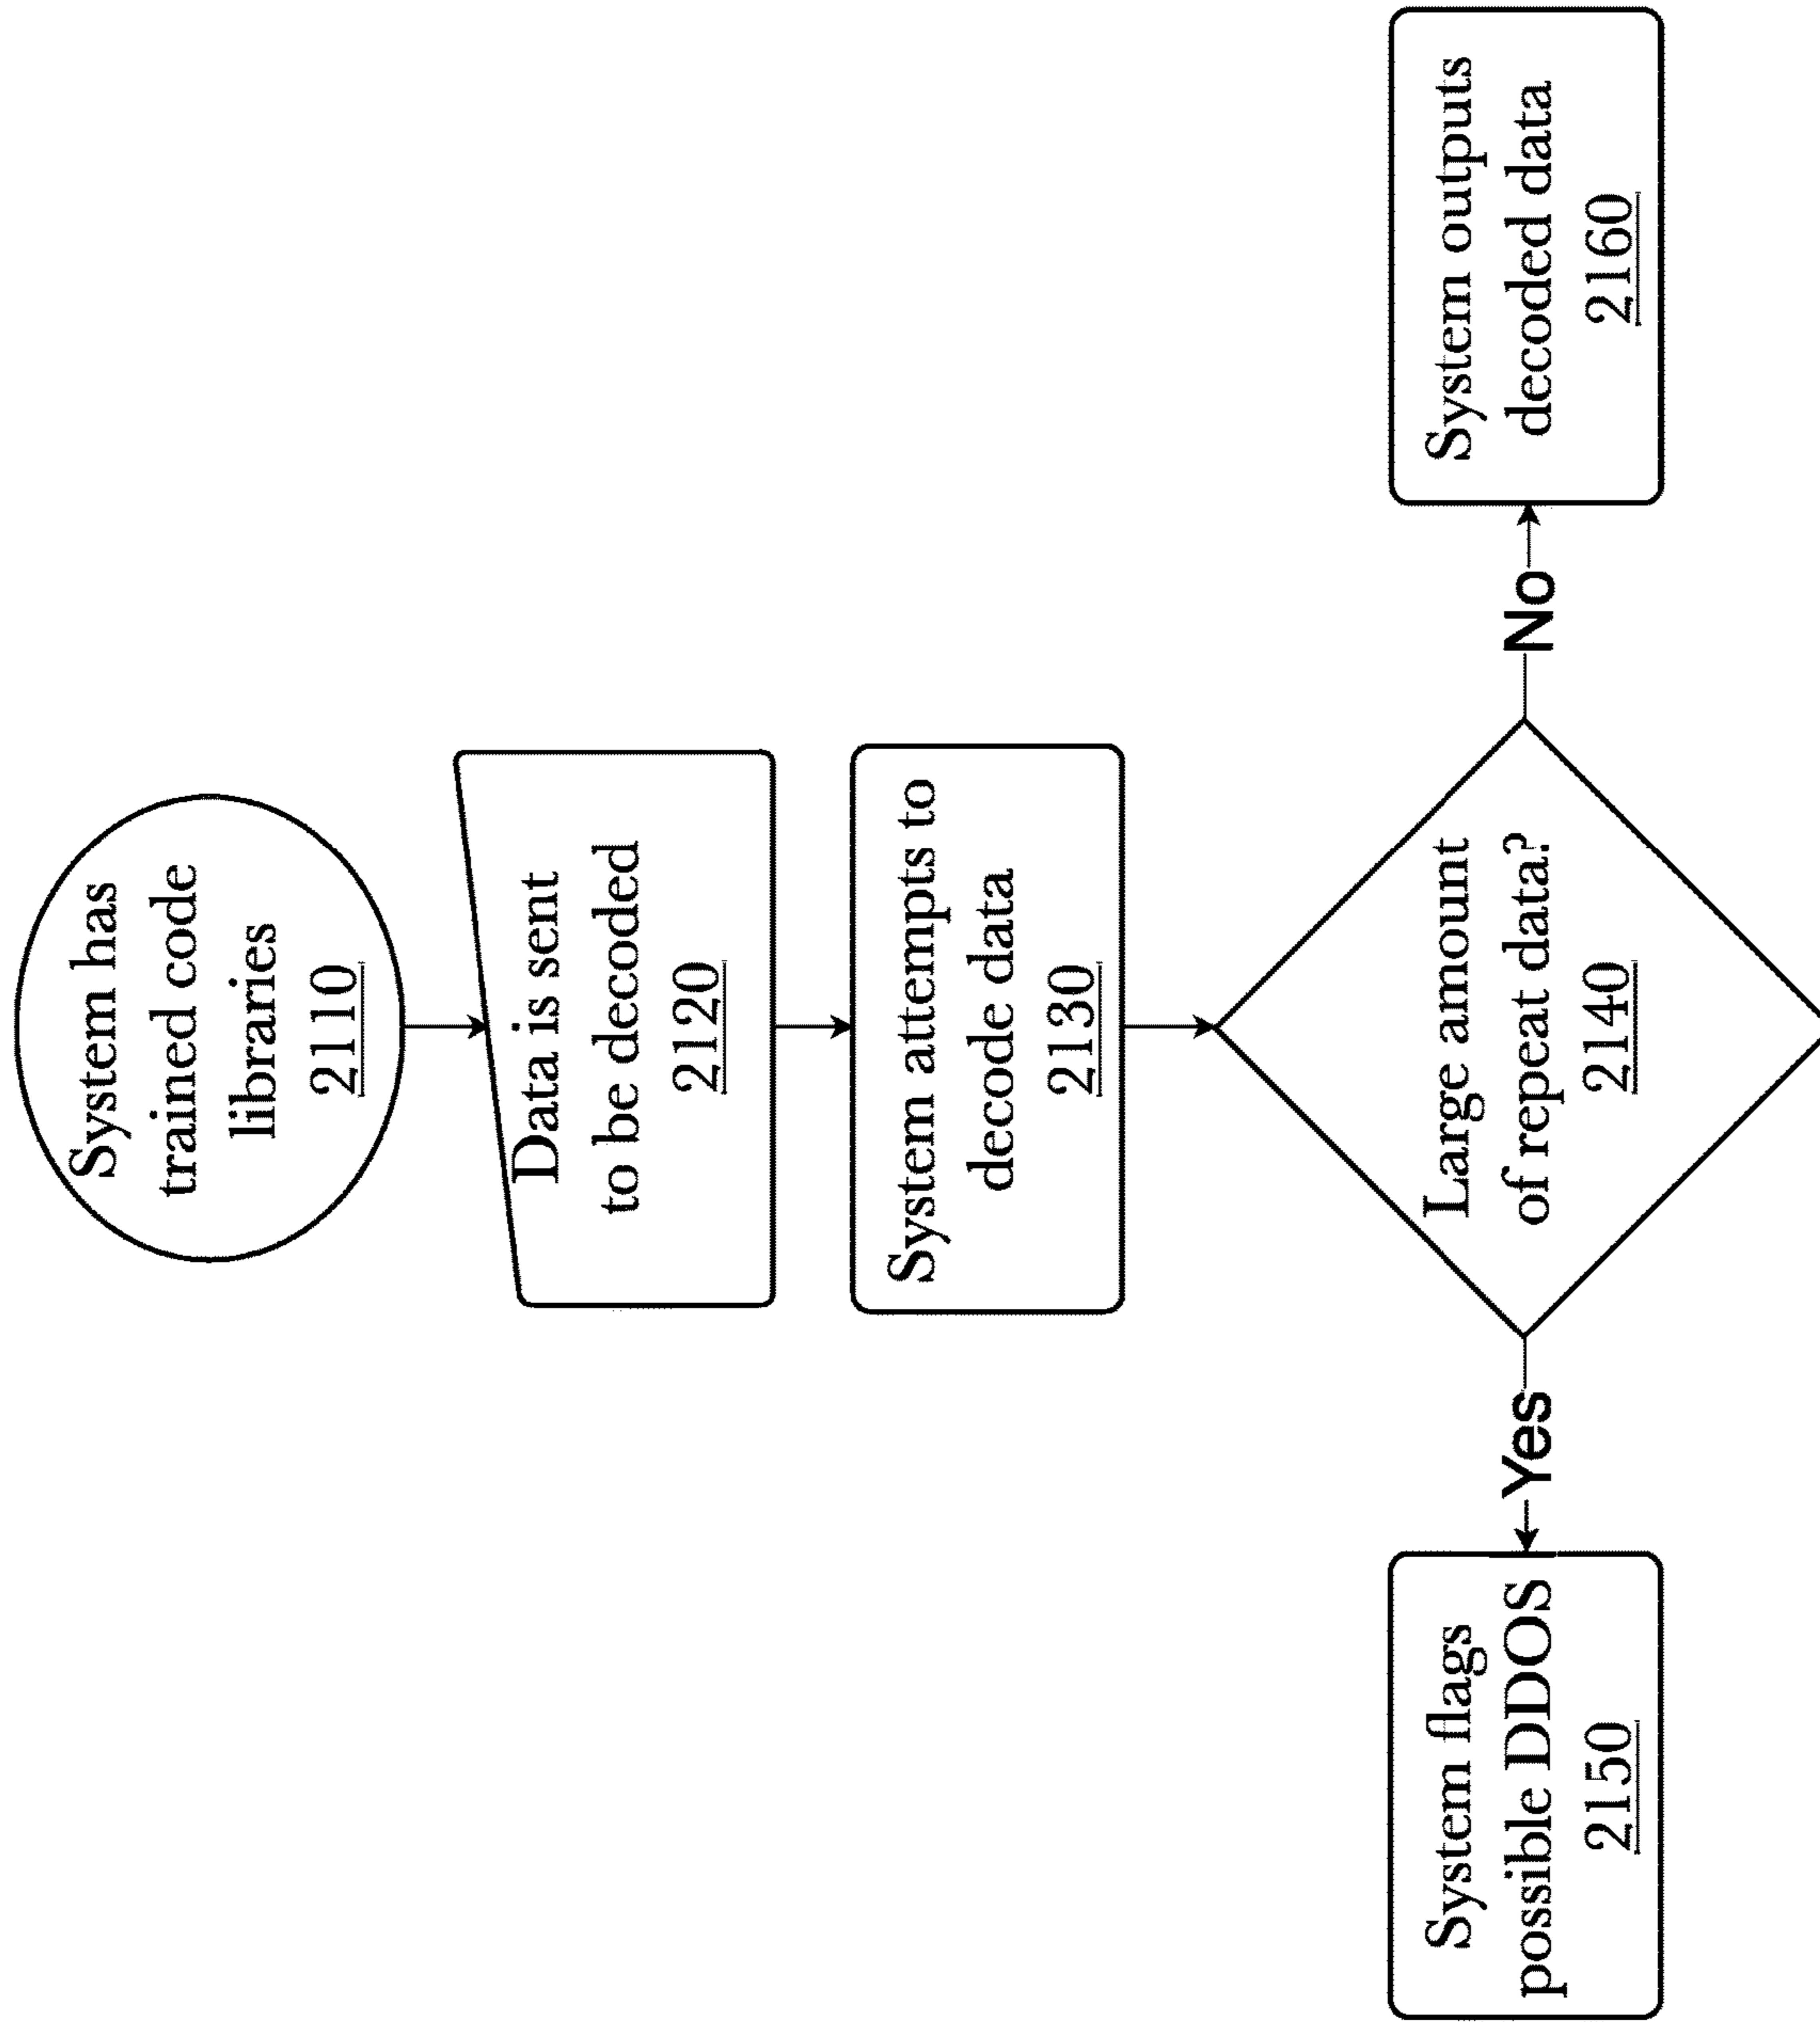 System has
trained code
libraries
2110
Data is sent
to be decoded
2120
System attempts to
decode data
2130
Large amount
of repeat data?
2140
Yes
No
System flags
possible DDOS
2150
System outputs
decoded data
2160